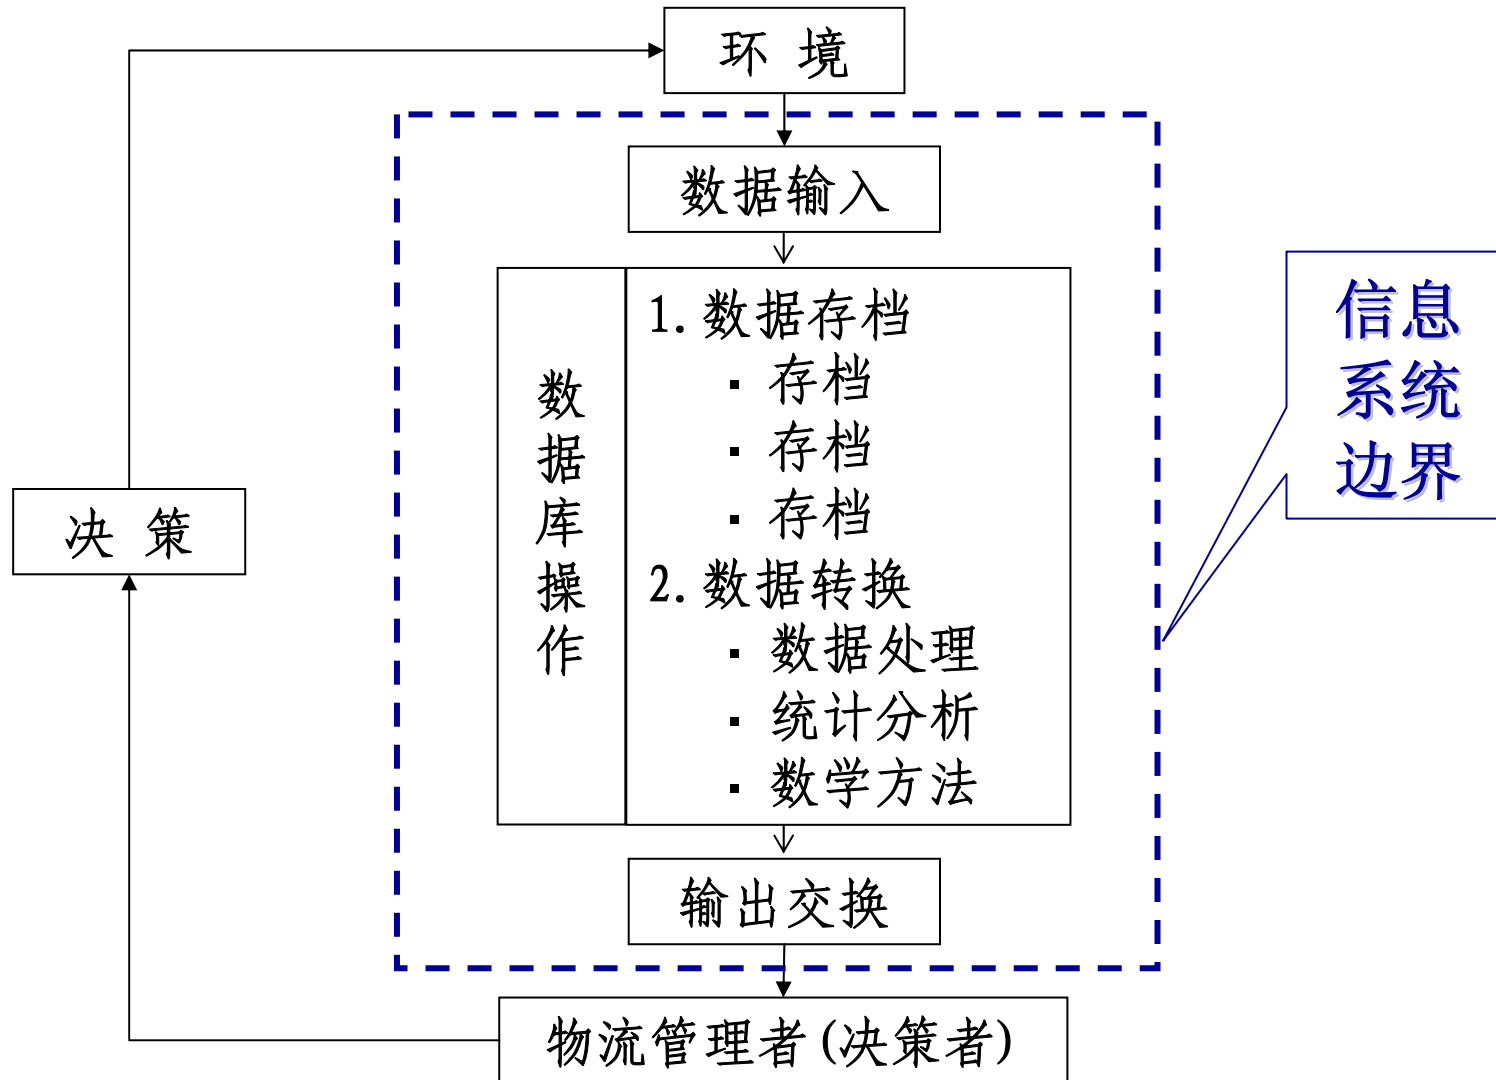 环 境
数据输入
数据库操作
1. 数据存档
▪ 存档
▪ 存档
▪ 存档
2. 数据转换
▪ 数据处理
▪ 统计分析
▪ 数学方法
输出交换
物流管理者(决策者)
决 策
信息
系统
边界